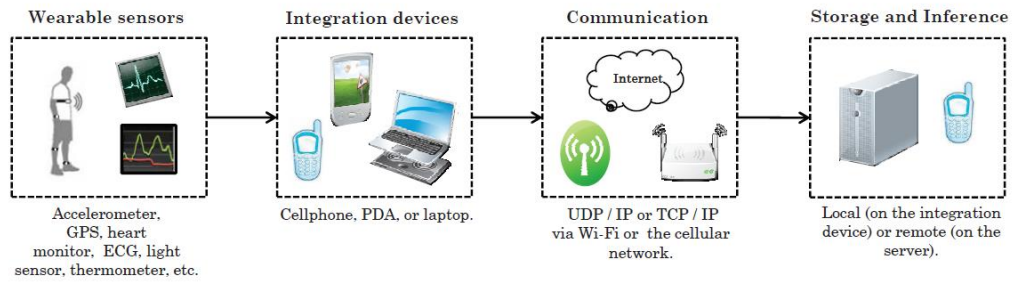 Wearable sensors
Accelerometer,
GPS, heart
monitor, ECG, light
sensor, thermometer, etc.
Integration devices
Cellphone, PDA, or laptop.
Communication
Internet
UDP / IP or TCP / IP
via Wi-Fi or the cellular
network.
Storage and Inference
Local (on the integration
device) or remote (on the
server).